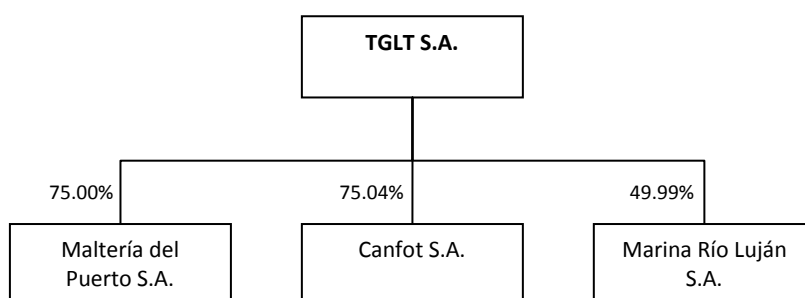 TGLT S.A.
75.00%
75.04%
49.99%
Maltería del
Puerto S.A.
Canfot S.A.
Marina Río Luján
S.A.